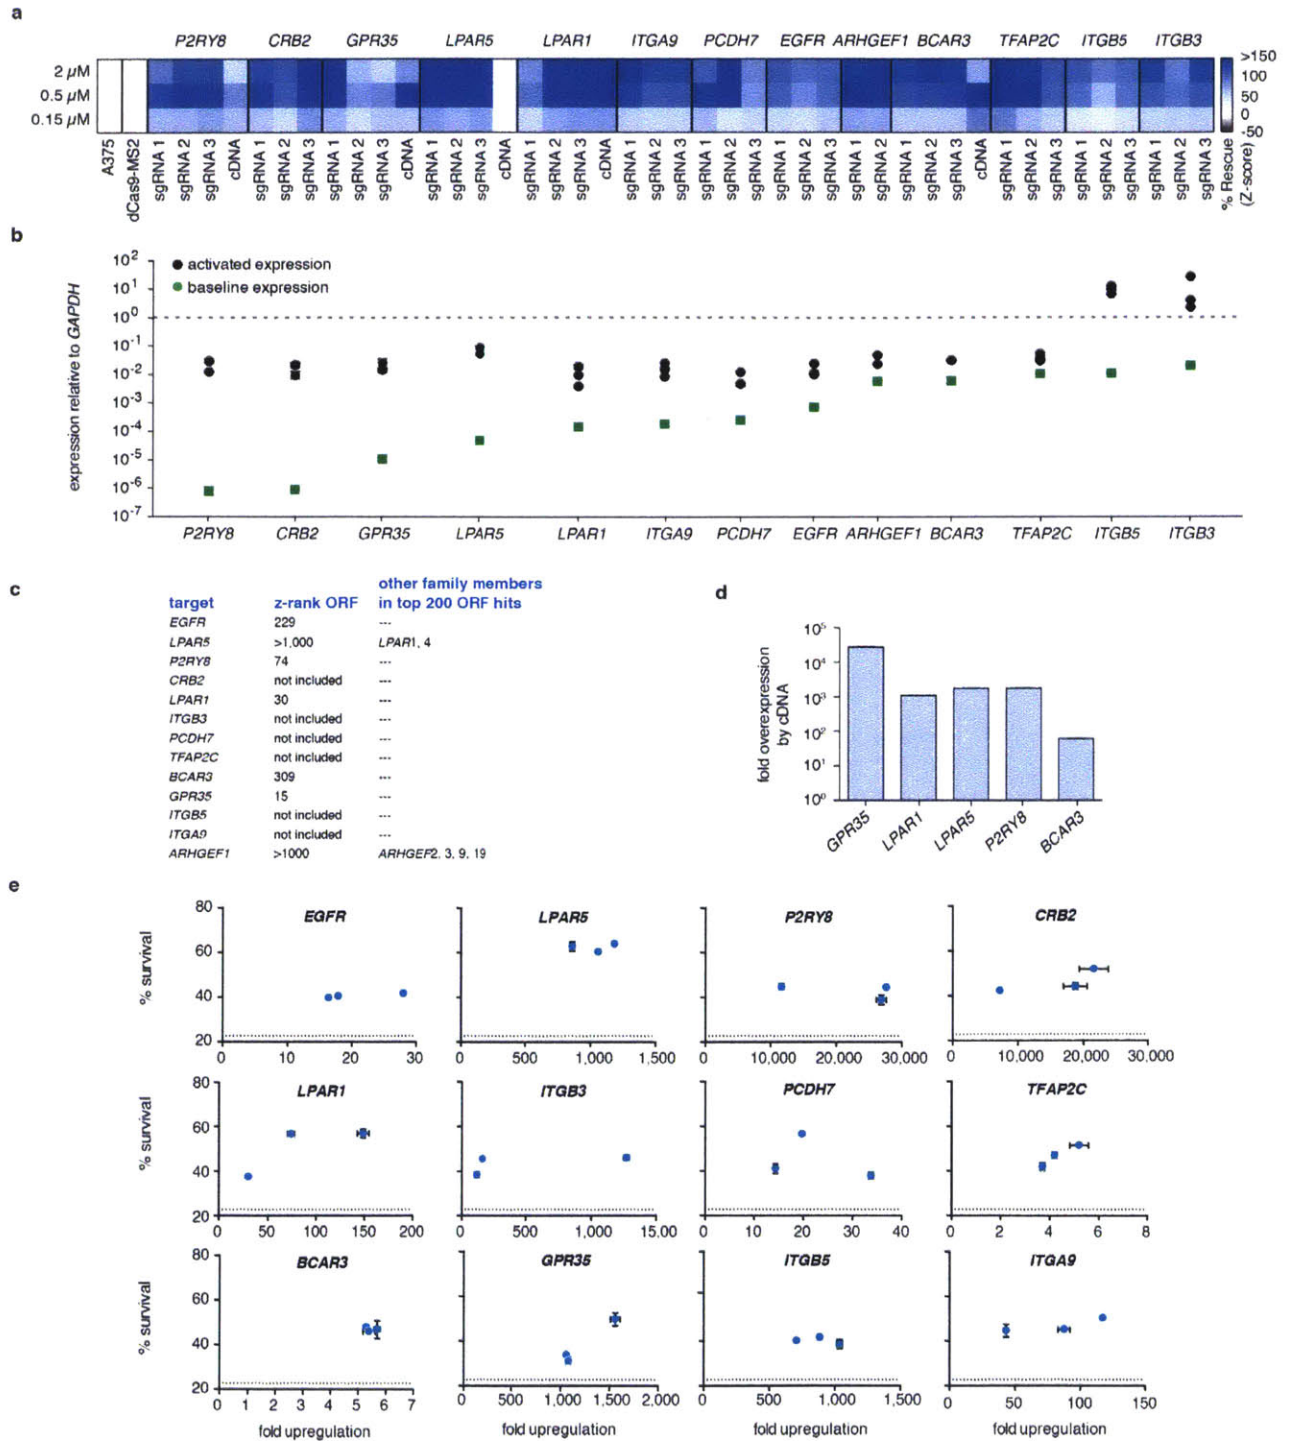 a
P2RY8 CRB2 GPR35 LPAR5 LPAR1 ITGA9 PCDH7 EGFR ARHGEF1 BCAR3 TFAP2C ITGB5 ITGB3
2 µM
0.5 µM
0.15 µM
>150
100
50
0
-50
% Rescue
(Z-score)
A375
dCas9-MS2
sgRNA 1
sgRNA 2
sgRNA 3
cDNA
sgRNA 1
sgRNA 2
sgRNA 3
sgRNA 1
sgRNA 2
sgRNA 3
cDNA
sgRNA 1
sgRNA 2
sgRNA 3
cDNA
sgRNA 1
sgRNA 2
sgRNA 3
cDNA
sgRNA 1
sgRNA 2
sgRNA 3
sgRNA 1
sgRNA 2
sgRNA 3
sgRNA 1
sgRNA 2
sgRNA 3
sgRNA 1
sgRNA 2
sgRNA 1
sgRNA 2
sgRNA 3
cDNA
sgRNA 1
sgRNA 2
sgRNA 3
sgRNA 1
sgRNA 2
sgRNA 3
sgRNA 1
sgRNA 2
sgRNA 3
b
expression relative to GAPDH
activated expression
baseline expression
10²
10¹
10⁰
10⁻¹
10⁻²
10⁻³
10⁻⁴
10⁻⁵
10⁻⁶
10⁻⁷
P2RY8 CRB2 GPR35 LPAR5 LPAR1 ITGA9 PCDH7 EGFR ARHGEF1 BCAR3 TFAP2C ITGB5 ITGB3
c
other family members
target z-rank ORF in top 200 ORF hits
EGFR 229 ---
LPAR5 >1,000 LPAR1, 4
P2RY8 74 ---
CRB2 not included ---
LPAR1 30 ---
ITGB3 not included ---
PCDH7 not included ---
TFAP2C not included ---
BCAR3 309 ---
GPR35 15 ---
ITGB5 not included ---
ITGA9 not included ---
ARHGEF1 >1000 ARHGEF2, 3, 9, 19
d
fold overexpression
by cDNA
10⁵
10⁴
10³
10²
10¹
10⁰
GPR35 LPAR1 LPAR5 P2RY8 BCAR3
e
EGFR LPAR5 P2RY8 CRB2
% survival
80
60
40
20
0 10 20 30
0 500 1,000 1,500
0 10,000 20,000 30,000
0 10,000 20,000 30,000
LPAR1 ITGB3 PCDH7 TFAP2C
% survival
80
60
40
20
0 50 100 150 200
0 500 1,000 15,00
0 10 20 30 40
0 2 4 6 8
BCAR3 GPR35 ITGB5 ITGA9
% survival
80
60
40
20
0 1 2 3 4 5 6 7
0 500 1,000 1,500 2,000
0 500 1,000 1,500
0 50 100 150
fold upregulation fold upregulation fold upregulation fold upregulation